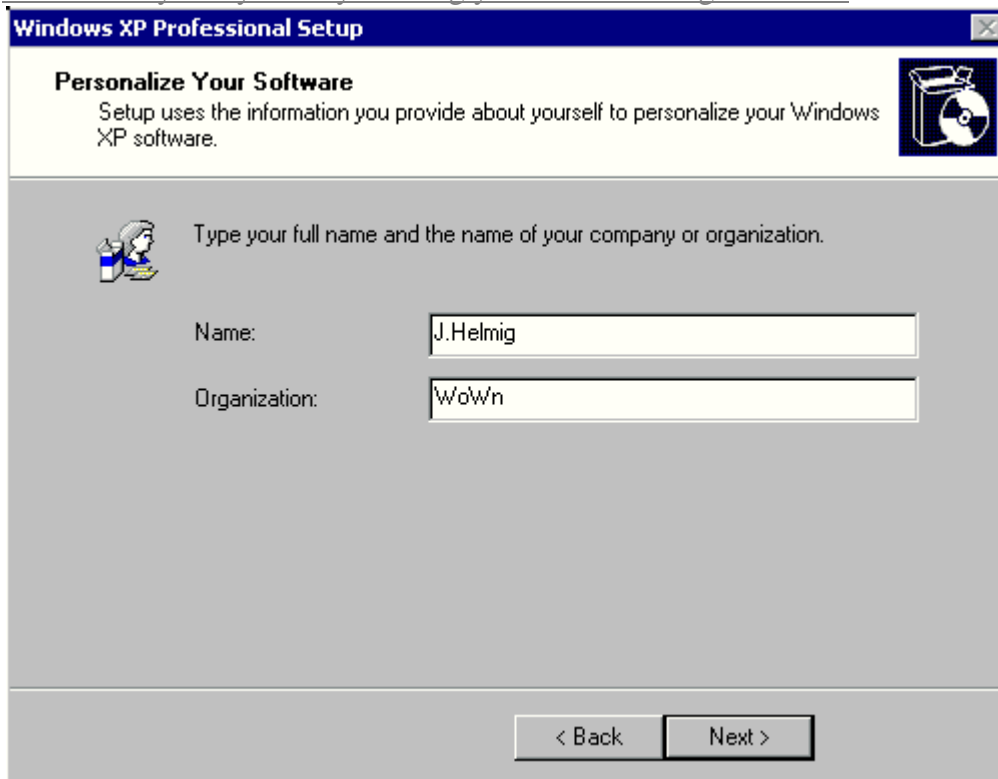 Windows XP Professional Setup
Personalize Your Software
Setup uses the information you provide about yourself to personalize your Windows
XP software.
Type your full name and the name of your company or organization.
Name:
J.Helmig
Organization:
WoWn
< Back
Next >